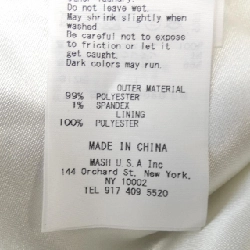 Do not leave wet.
May shrink slightly when
washed.
Be careful not to expose
to friction or let it
get caught.
Dark colors may run.
OUTER MATERIAL
99% POLYESTER
1% SPANDEX
LINING
100% POLYESTER
MADE IN CHINA
MASH U.S.A Inc
144 Orchard St, New York,
NY 10002
TEL 917 409 5520